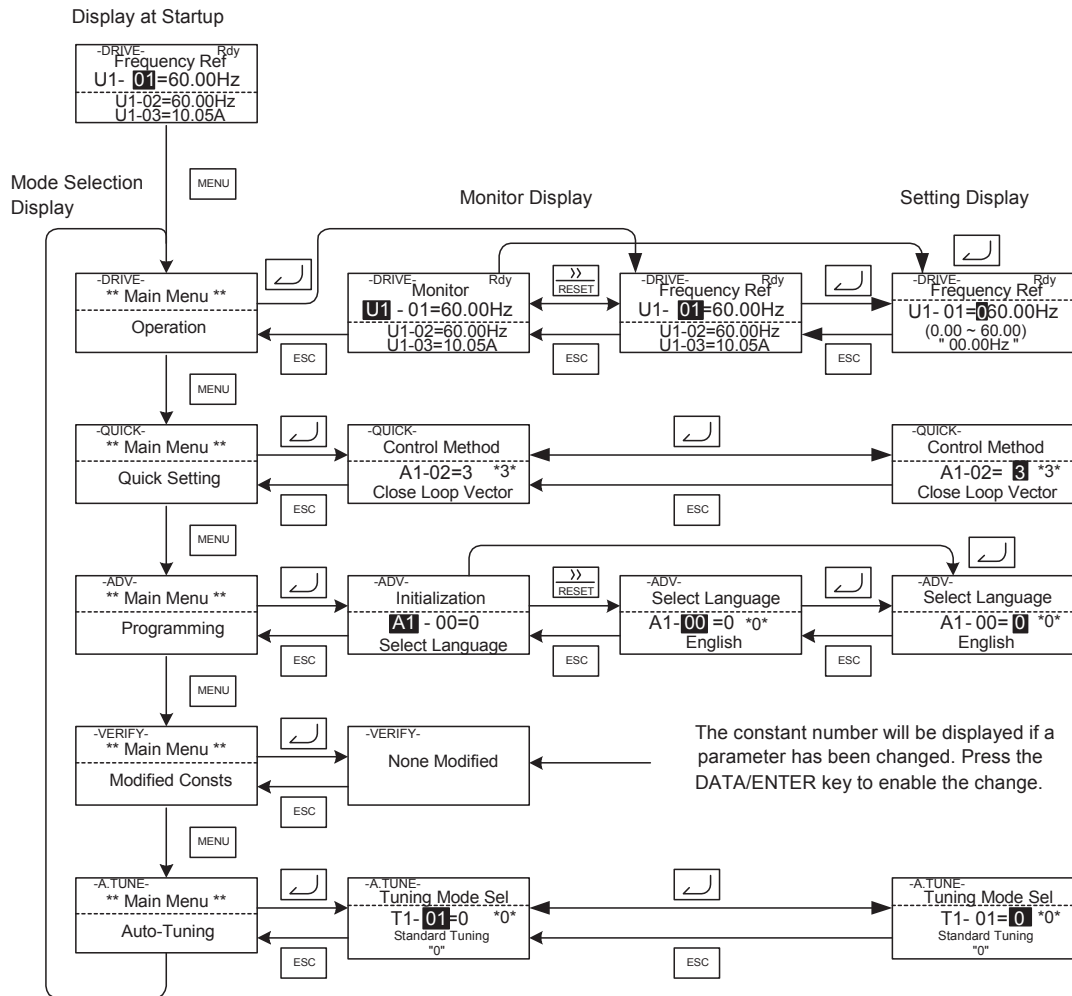 Display at Startup
-DRIVE- Rdy
Frequency Ref
U1- 01=60.00Hz
U1-02=60.00Hz
U1-03=10.05A
MENU
Mode Selection
Display
Monitor Display
Setting Display
-DRIVE-
** Main Menu **
Operation
ESC
-DRIVE- Rdy
Monitor
U1 - 01=60.00Hz
U1-02=60.00Hz
U1-03=10.05A
>>
RESET
ESC
-DRIVE- Rdy
Frequency Ref
U1- 01=60.00Hz
U1-02=60.00Hz
U1-03=10.05A
ESC
-DRIVE- Rdy
Frequency Ref
U1- 01=060.00Hz
(0.00 ~ 60.00)
" 00.00Hz "
MENU
-QUICK-
** Main Menu **
Quick Setting
ESC
-QUICK-
Control Method
A1-02=3 *3*
Close Loop Vector
ESC
-QUICK-
Control Method
A1-02= 3 *3*
Close Loop Vector
MENU
-ADV-
** Main Menu **
Programming
ESC
-ADV-
Initialization
A1 - 00=0
Select Language
>>
RESET
ESC
-ADV-
Select Language
A1-00 =0 *0*
English
ESC
-ADV-
Select Language
A1- 00= 0 *0*
English
MENU
-VERIFY-
** Main Menu **
Modified Consts
ESC
-VERIFY-
None Modified
The constant number will be displayed if a
parameter has been changed. Press the
DATA/ENTER key to enable the change.
MENU
-A.TUNE-
** Main Menu **
Auto-Tuning
ESC
-A.TUNE-
Tuning Mode Sel
T1- 01=0 *0*
Standard Tuning
"0"
ESC
-A.TUNE-
Tuning Mode Sel
T1- 01= 0 *0*
Standard Tuning
"0"